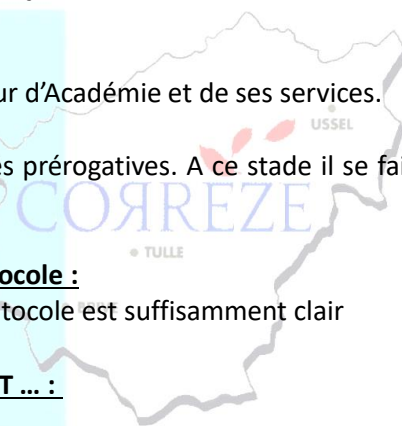 ur d'Académie et de ses services.
USSEL
es prérogatives. A ce stade il se fai
CORREZE
TULLE
tocole :
tocole est suffisamment clair
T ... :